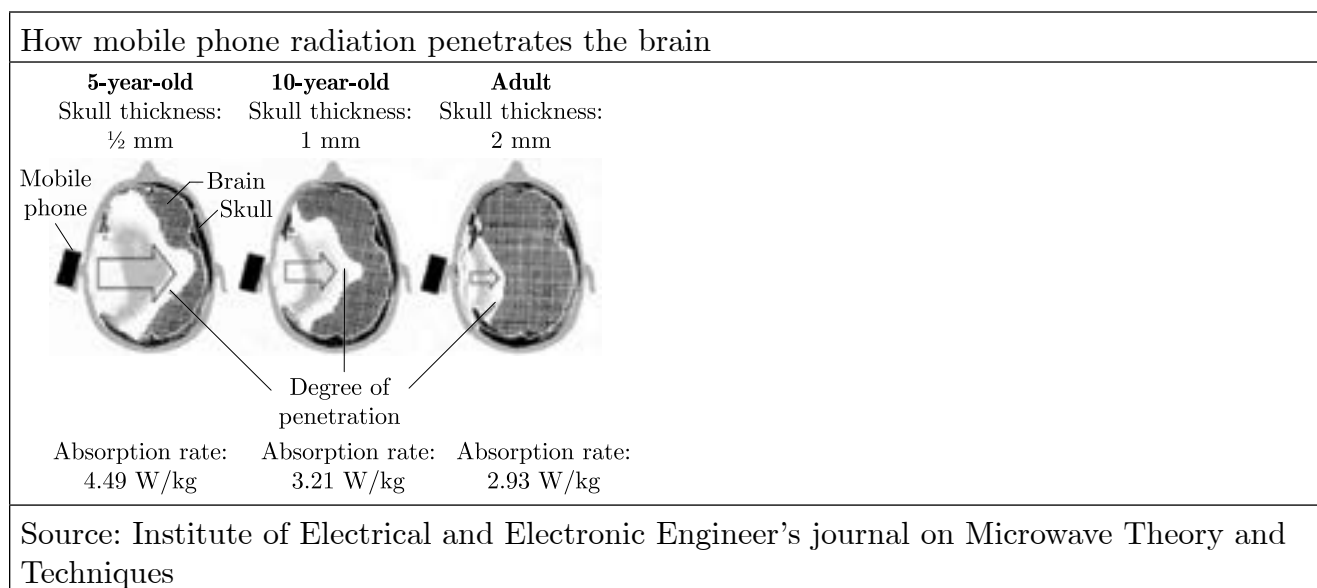 How mobile phone radiation penetrates the brain
5-year-old
Skull thickness:
½ mm
10-year-old
Skull thickness:
1 mm
Adult
Skull thickness:
2 mm
Mobile
phone
Brain
Skull
Degree of
penetration
Absorption rate:
4.49 W/kg
Absorption rate:
3.21 W/kg
Absorption rate:
2.93 W/kg
Source: Institute of Electrical and Electronic Engineer's journal on Microwave Theory and
Techniques